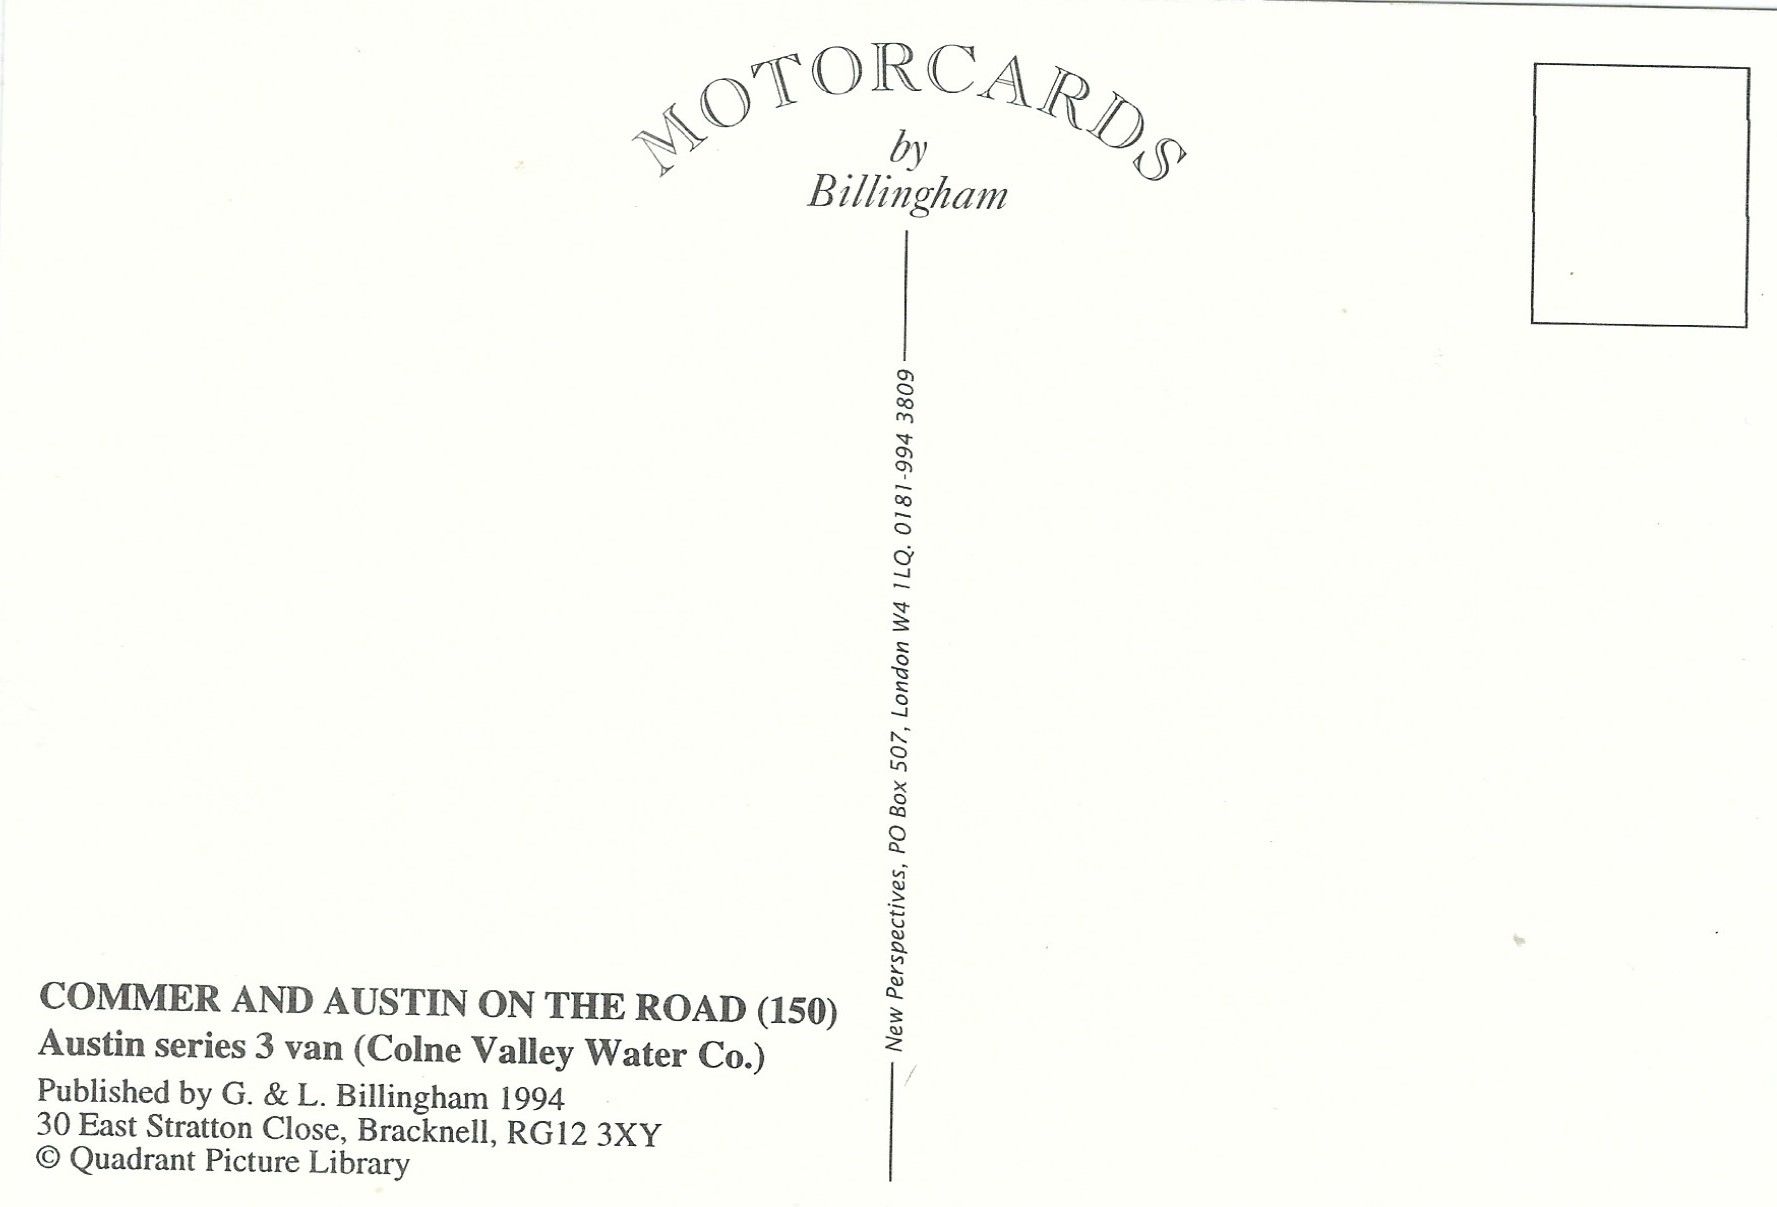 MOTORCARDS
by
Billingham
New Perspectives, PO Box 507, London W4 1LQ. 0181-994 3809
COMMER AND AUSTIN ON THE ROAD (150)
Austin series 3 van (Colne Valley Water Co.)
Published by G. & L. Billingham 1994
30 East Stratton Close, Bracknell, RG12 3XY
© Quadrant Picture Library